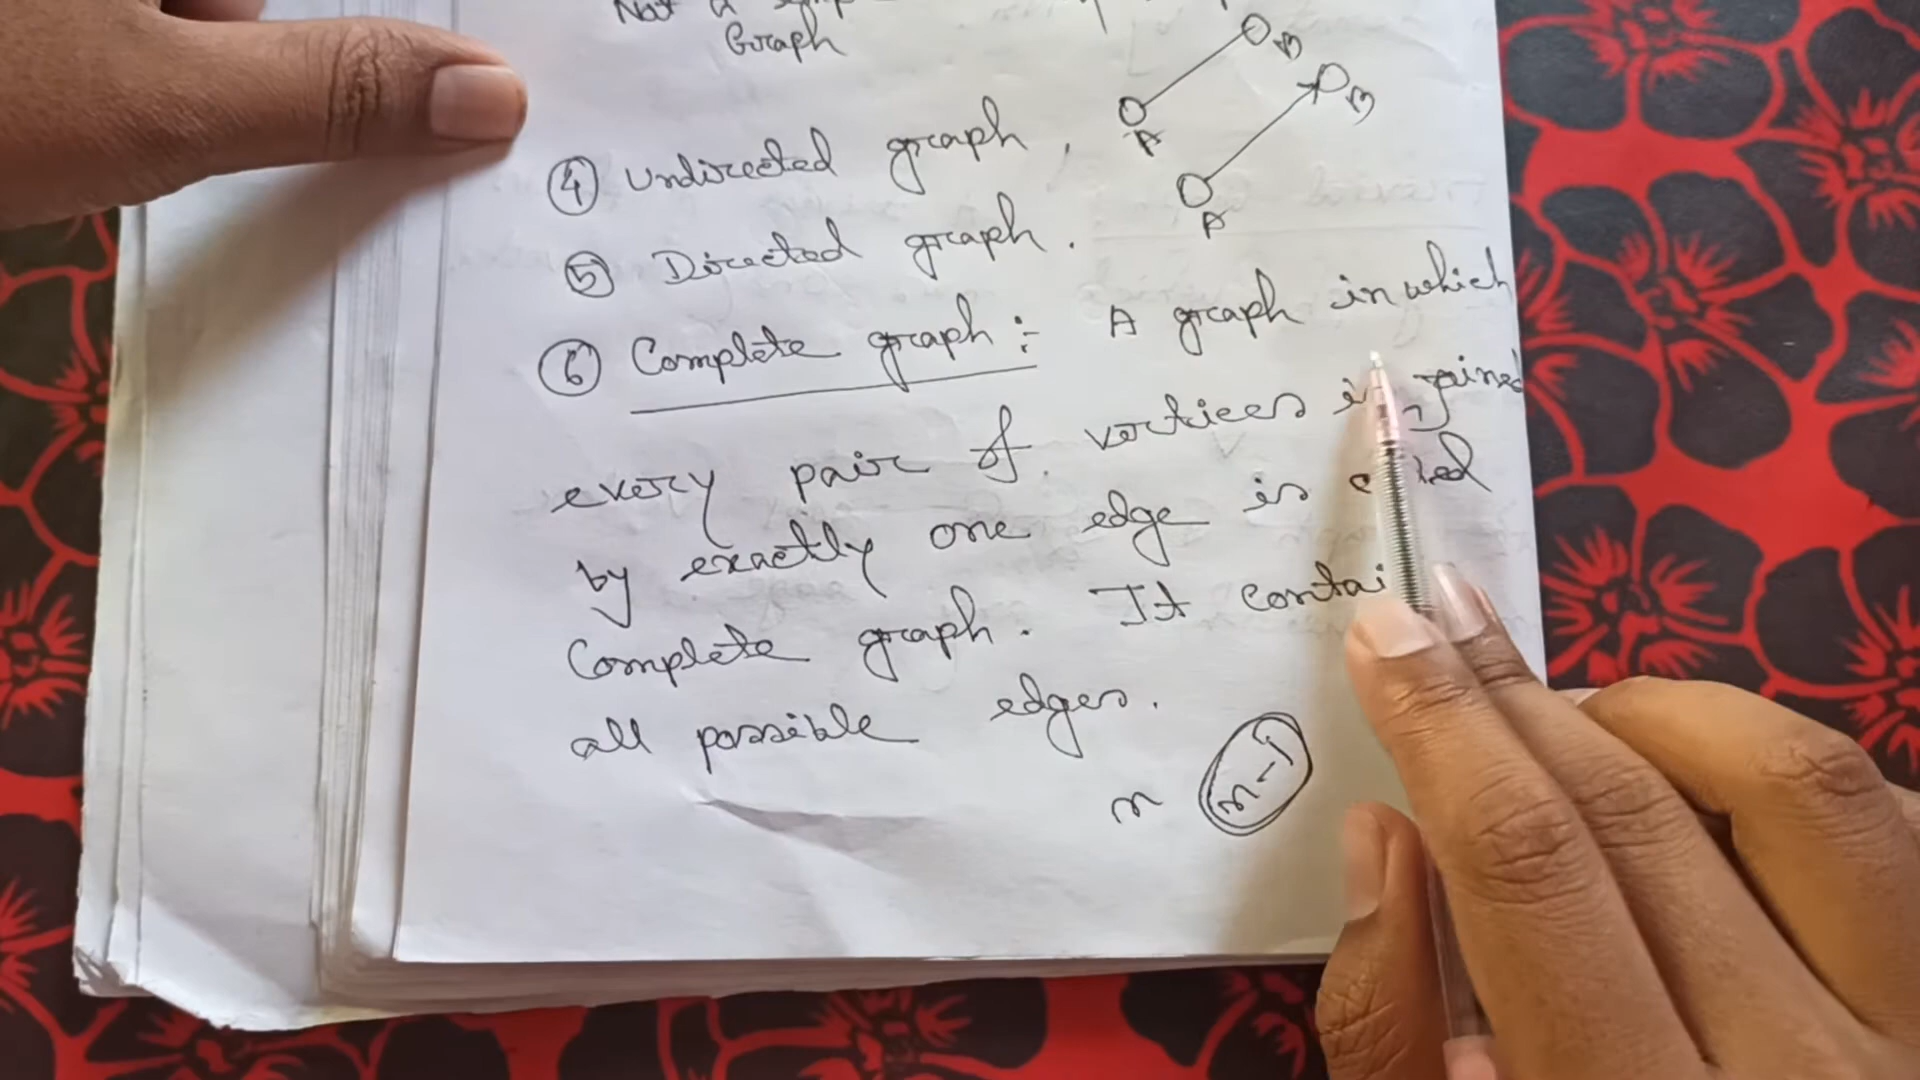 Not a
Graph
B
④ Undirected graph,
A
B
⑤ Directed graph.
A
⑥ Complete graph :- A graph in which
every pair of vertices is joined
by exactly one edge is
Complete graph. It contai
all possible edges.
n n-1